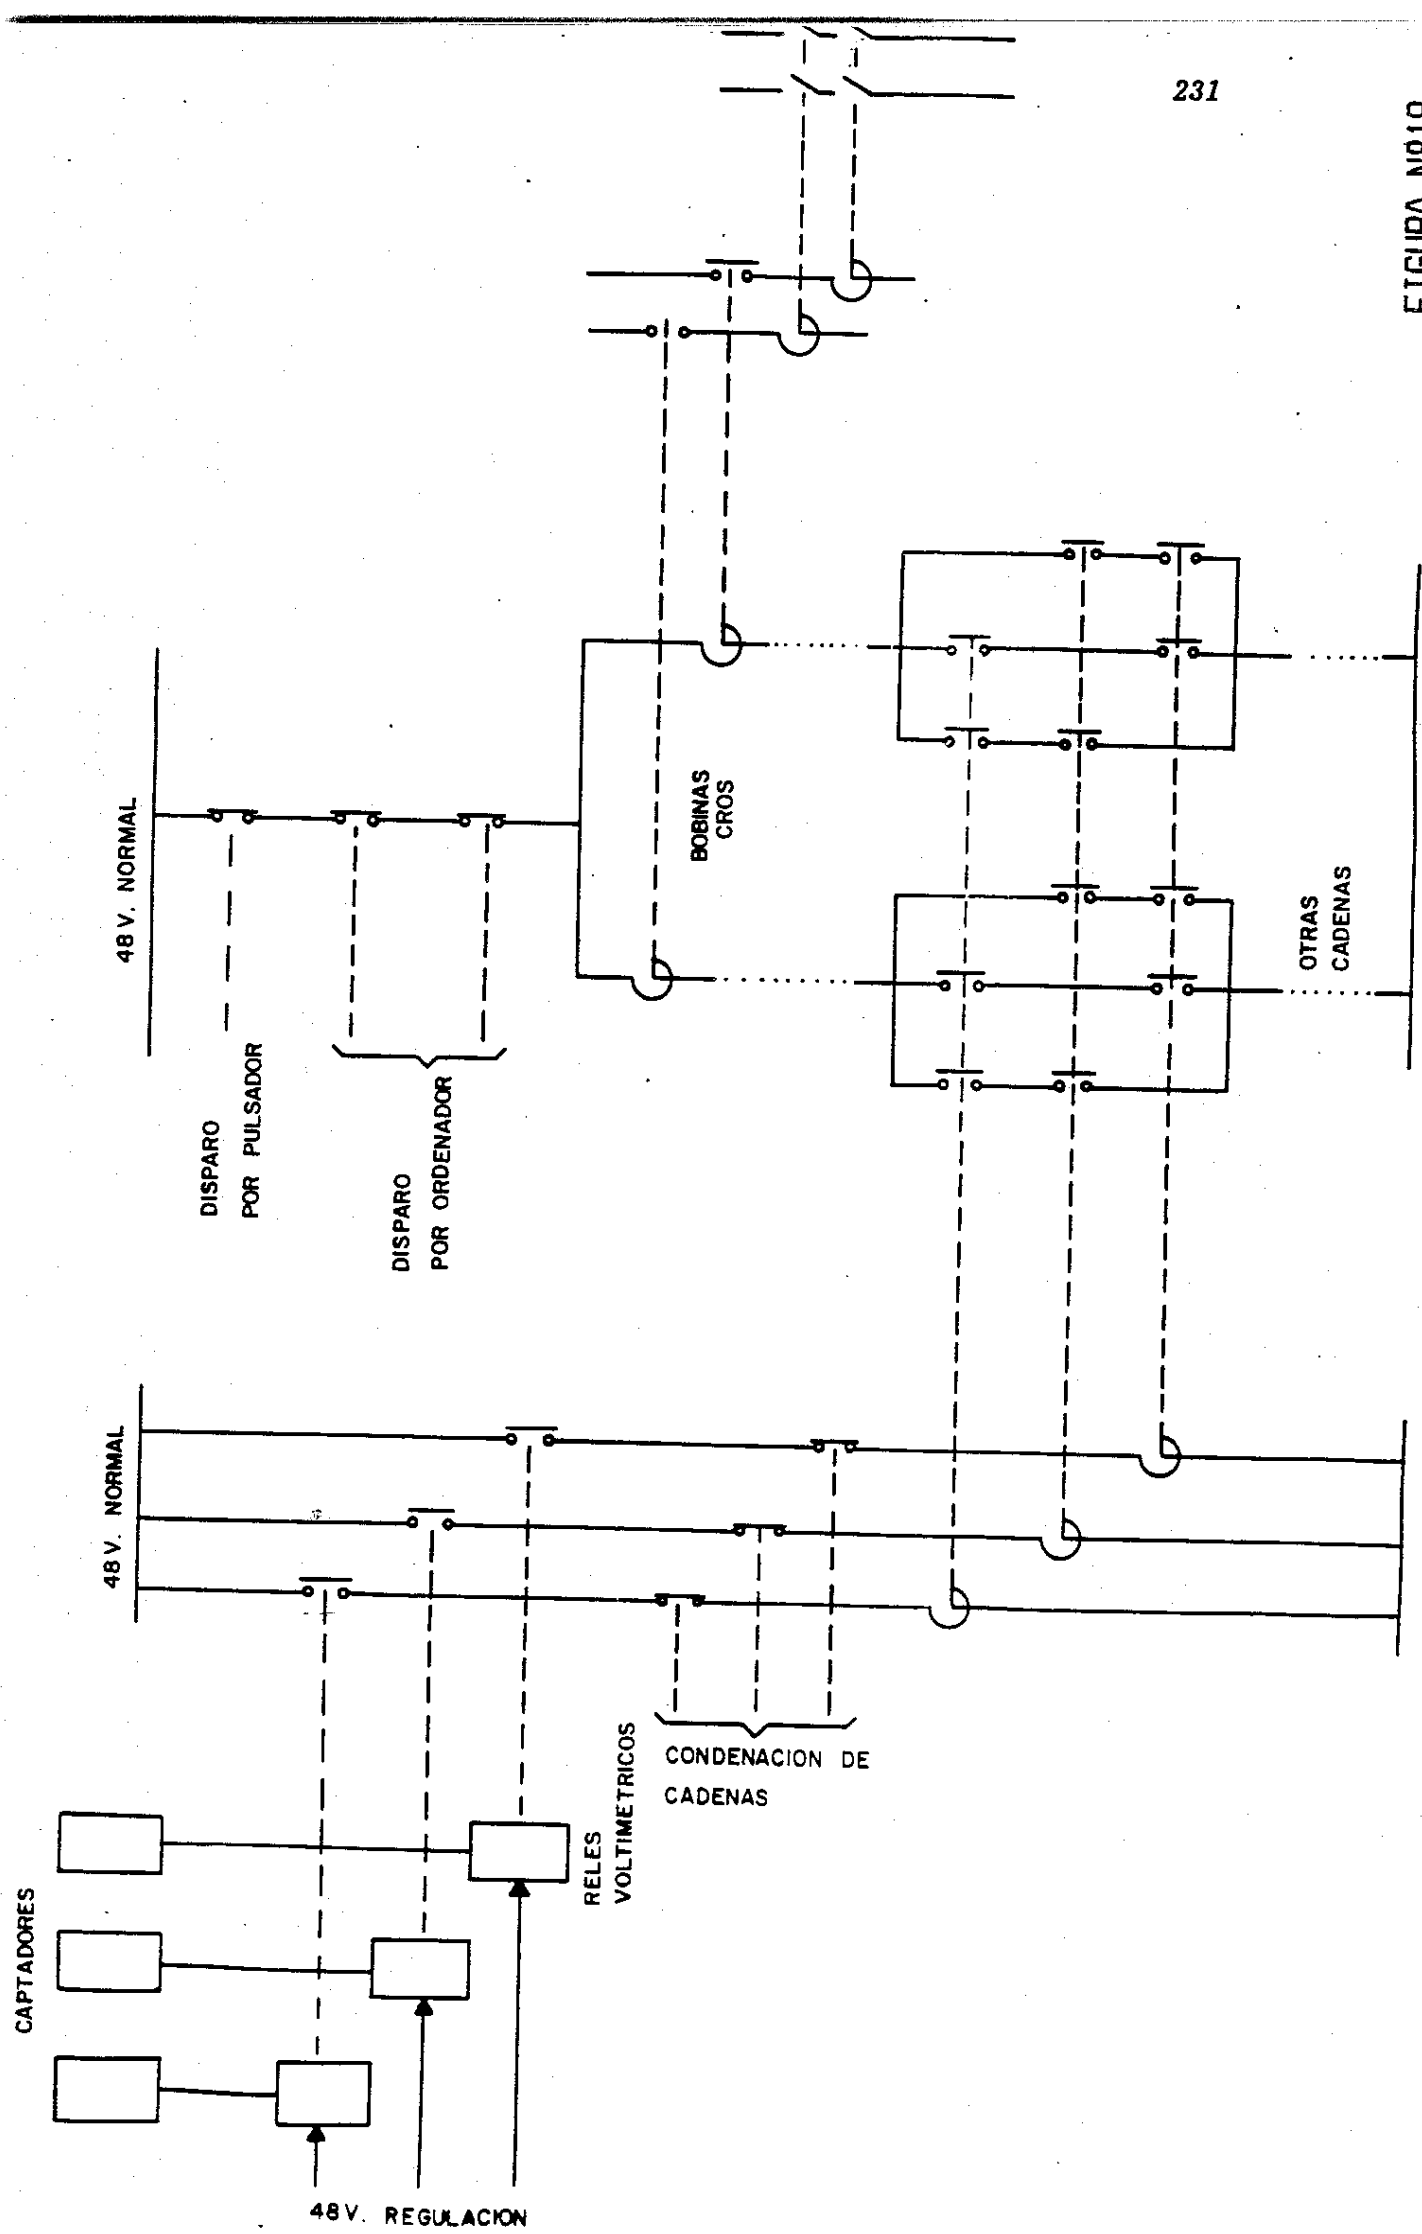 231
FIGURA Nº10
48 V. NORMAL
DISPARO
POR PULSADOR
DISPARO
POR ORDENADOR
BOBINAS
CROS
OTRAS
CADENAS
48 V. NORMAL
CAPTADORES
RELES
VOLTIMETRICOS
CONDENACION DE
CADENAS
48 V. REGULACION